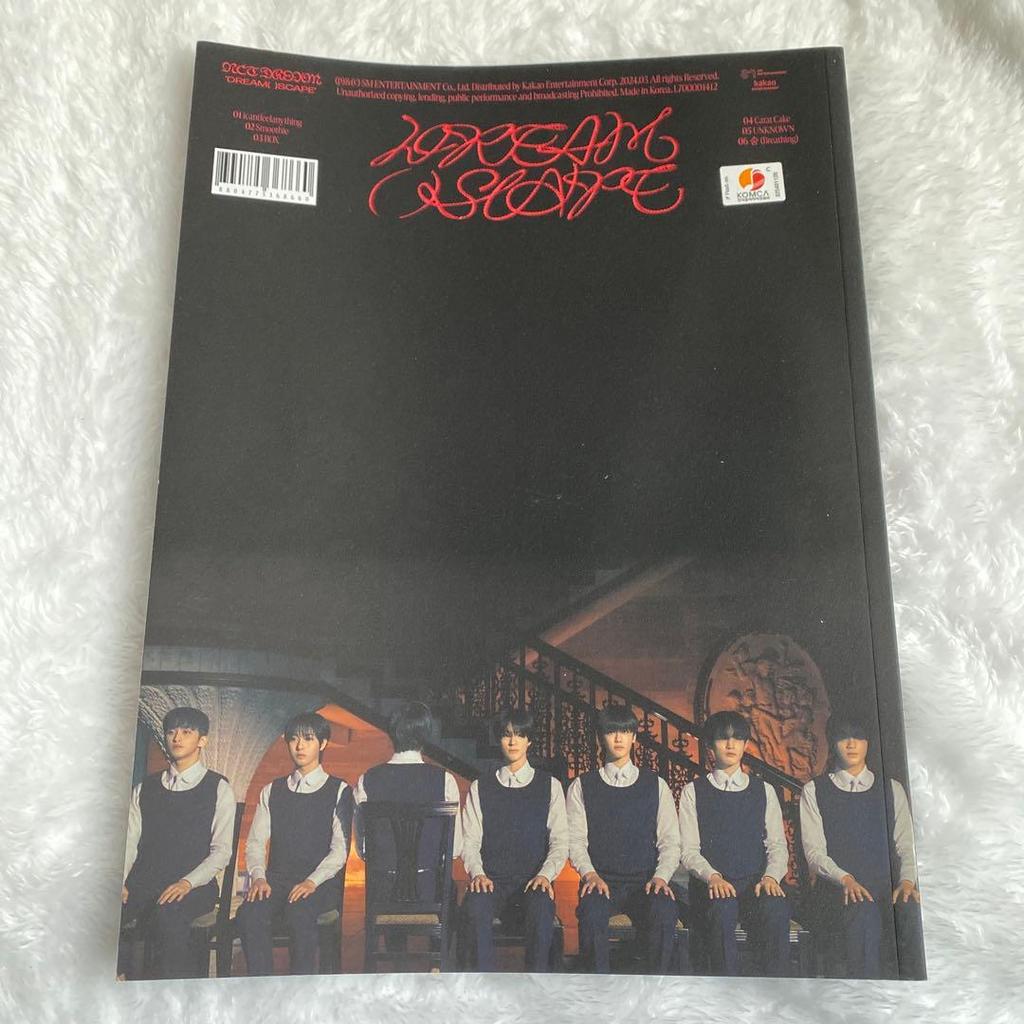 NCT DREAM
'DREAM( )SCAPE'
℗&© SM ENTERTAINMENT Co., Ltd. Distributed by Kakao Entertainment Corp. 2024.03 All rights Reserved.
Unauthorized copying, lending, public performance and broadcasting Prohibited. Made in Korea. L700001412
kakao
01 icantfeelanything
02 Smoothie
03 BOX
04 Carat Cake
05 UNKNOWN
06 숨 (Breathing)
DREAM
( )SCAPE
KOMCA